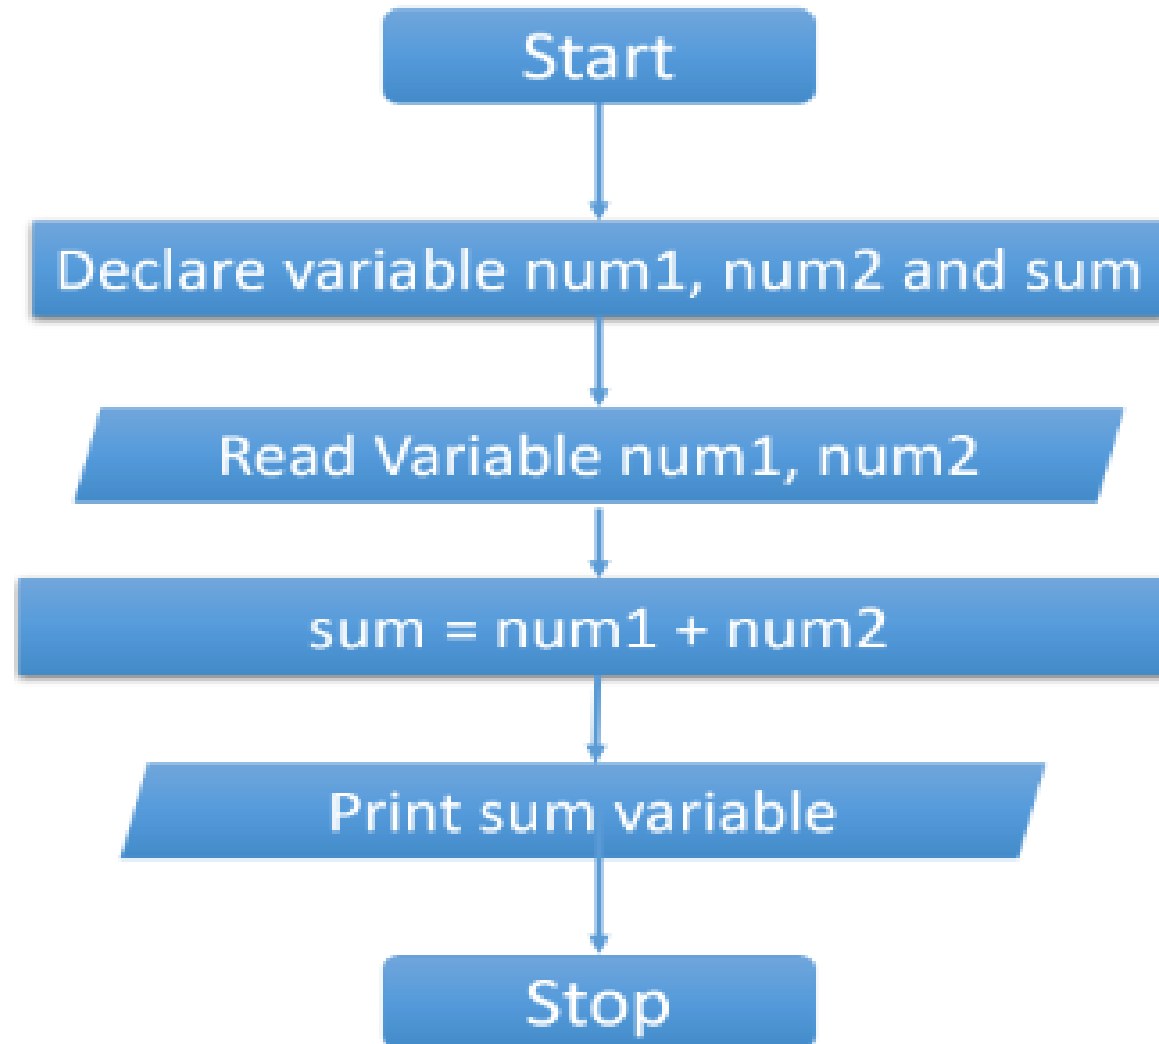 Start
Declare variable num1, num2 and sum
Read Variable num1, num2
sum = num1 + num2
Print sum variable
Stop